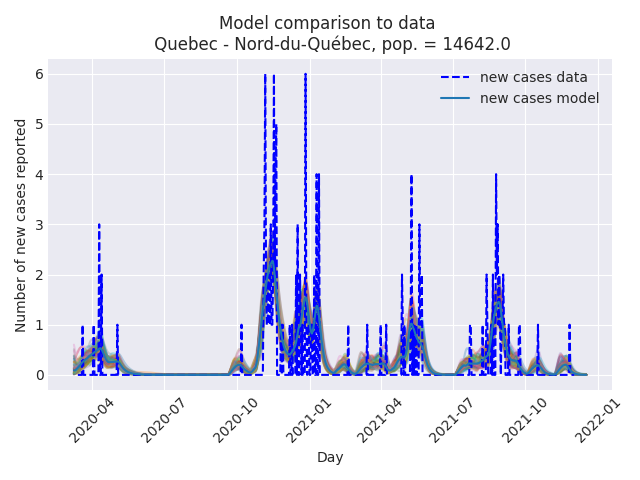 Model comparison to data
Quebec - Nord-du-Québec, pop. = 14642.0
new cases data
new cases model
Number of new cases reported
6
5
4
3
2
1
0
2020-04
2020-07
2020-10
2021-01
2021-04
2021-07
2021-10
2022-01
Day